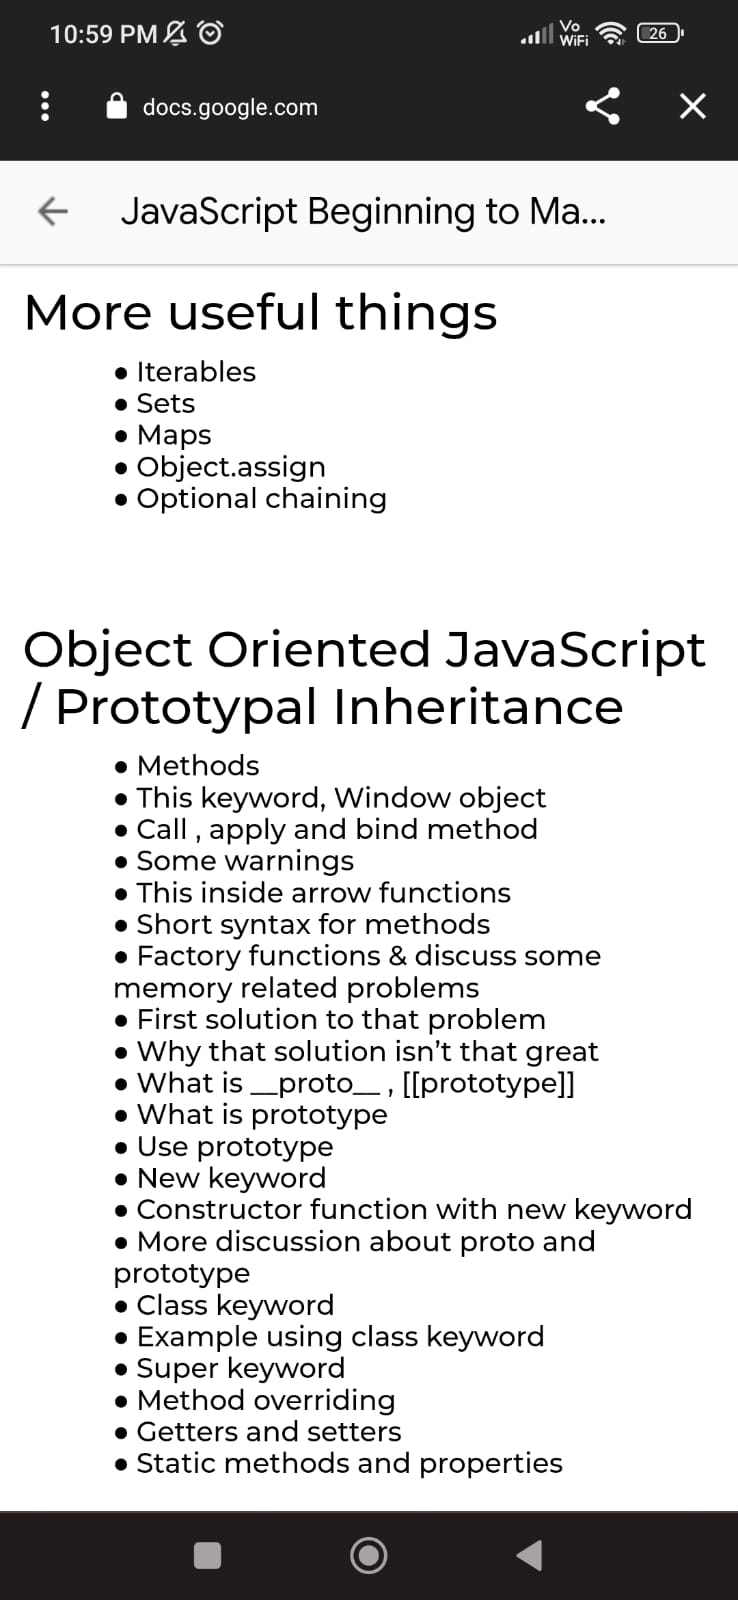 10:59 PM
Vo
WiFi
26
docs.google.com
JavaScript Beginning to Ma...
More useful things
● Iterables
● Sets
● Maps
● Object.assign
● Optional chaining
Object Oriented JavaScript
/ Prototypal Inheritance
● Methods
● This keyword, Window object
● Call , apply and bind method
● Some warnings
● This inside arrow functions
● Short syntax for methods
● Factory functions & discuss some
memory related problems
● First solution to that problem
● Why that solution isn’t that great
● What is __proto__ , [[prototype]]
● What is prototype
● Use prototype
● New keyword
● Constructor function with new keyword
● More discussion about proto and
prototype
● Class keyword
● Example using class keyword
● Super keyword
● Method overriding
● Getters and setters
● Static methods and properties